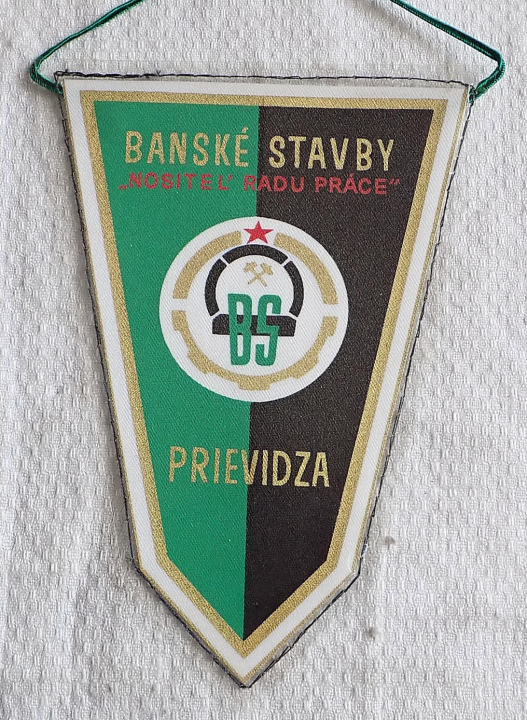 BANSKÉ STAVBY
„NOSITEĽ RADU PRÁCE“
BS
PRIEVIDZA